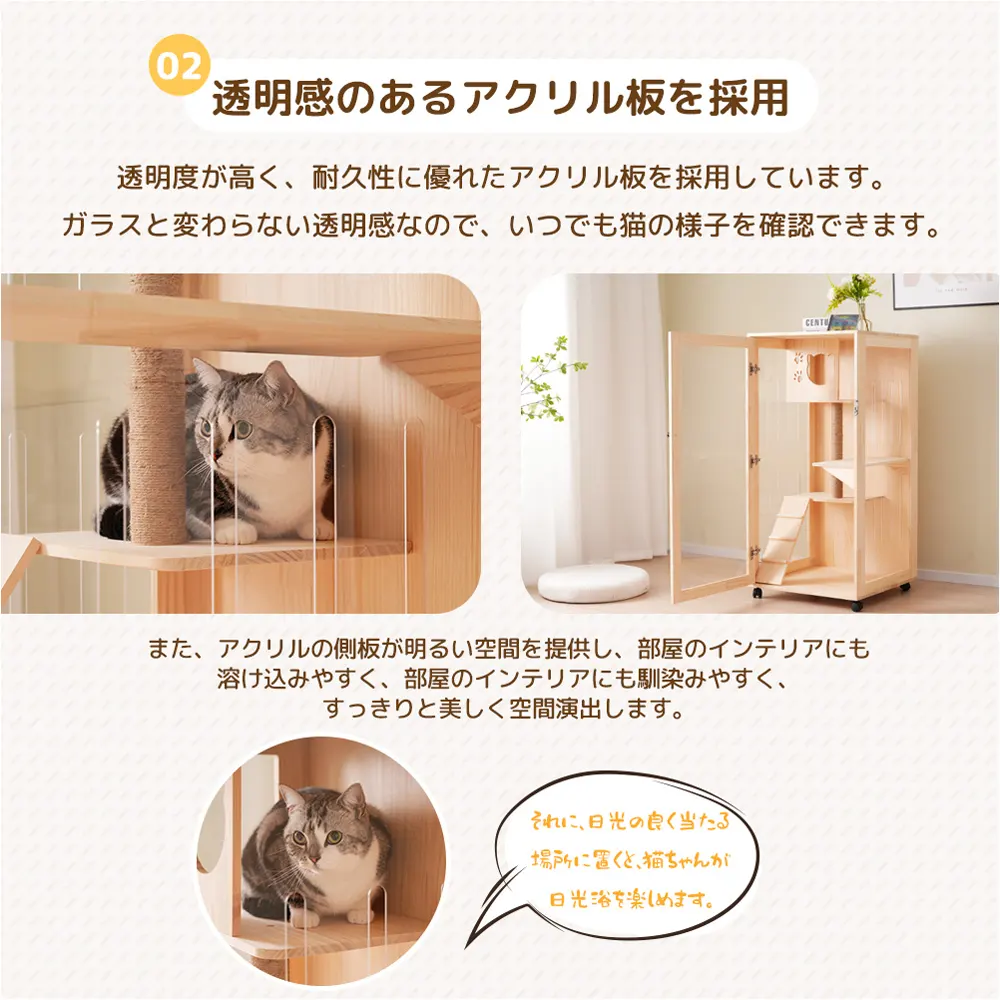 02
透明感のあるアクリル板を採用
透明度が高く、耐久性に優れたアクリル板を採用しています。
ガラスと変わらない透明感なので、いつでも猫の様子を確認できます。
CENTU
また、アクリルの側板が明るい空間を提供し、部屋のインテリアにも
溶け込みやすく、部屋のインテリアにも馴染みやすく、
すっきりと美しく空間演出します。
それに、日光の良く当たる
場所に置くと、猫ちゃんが
日光浴を楽しめます。